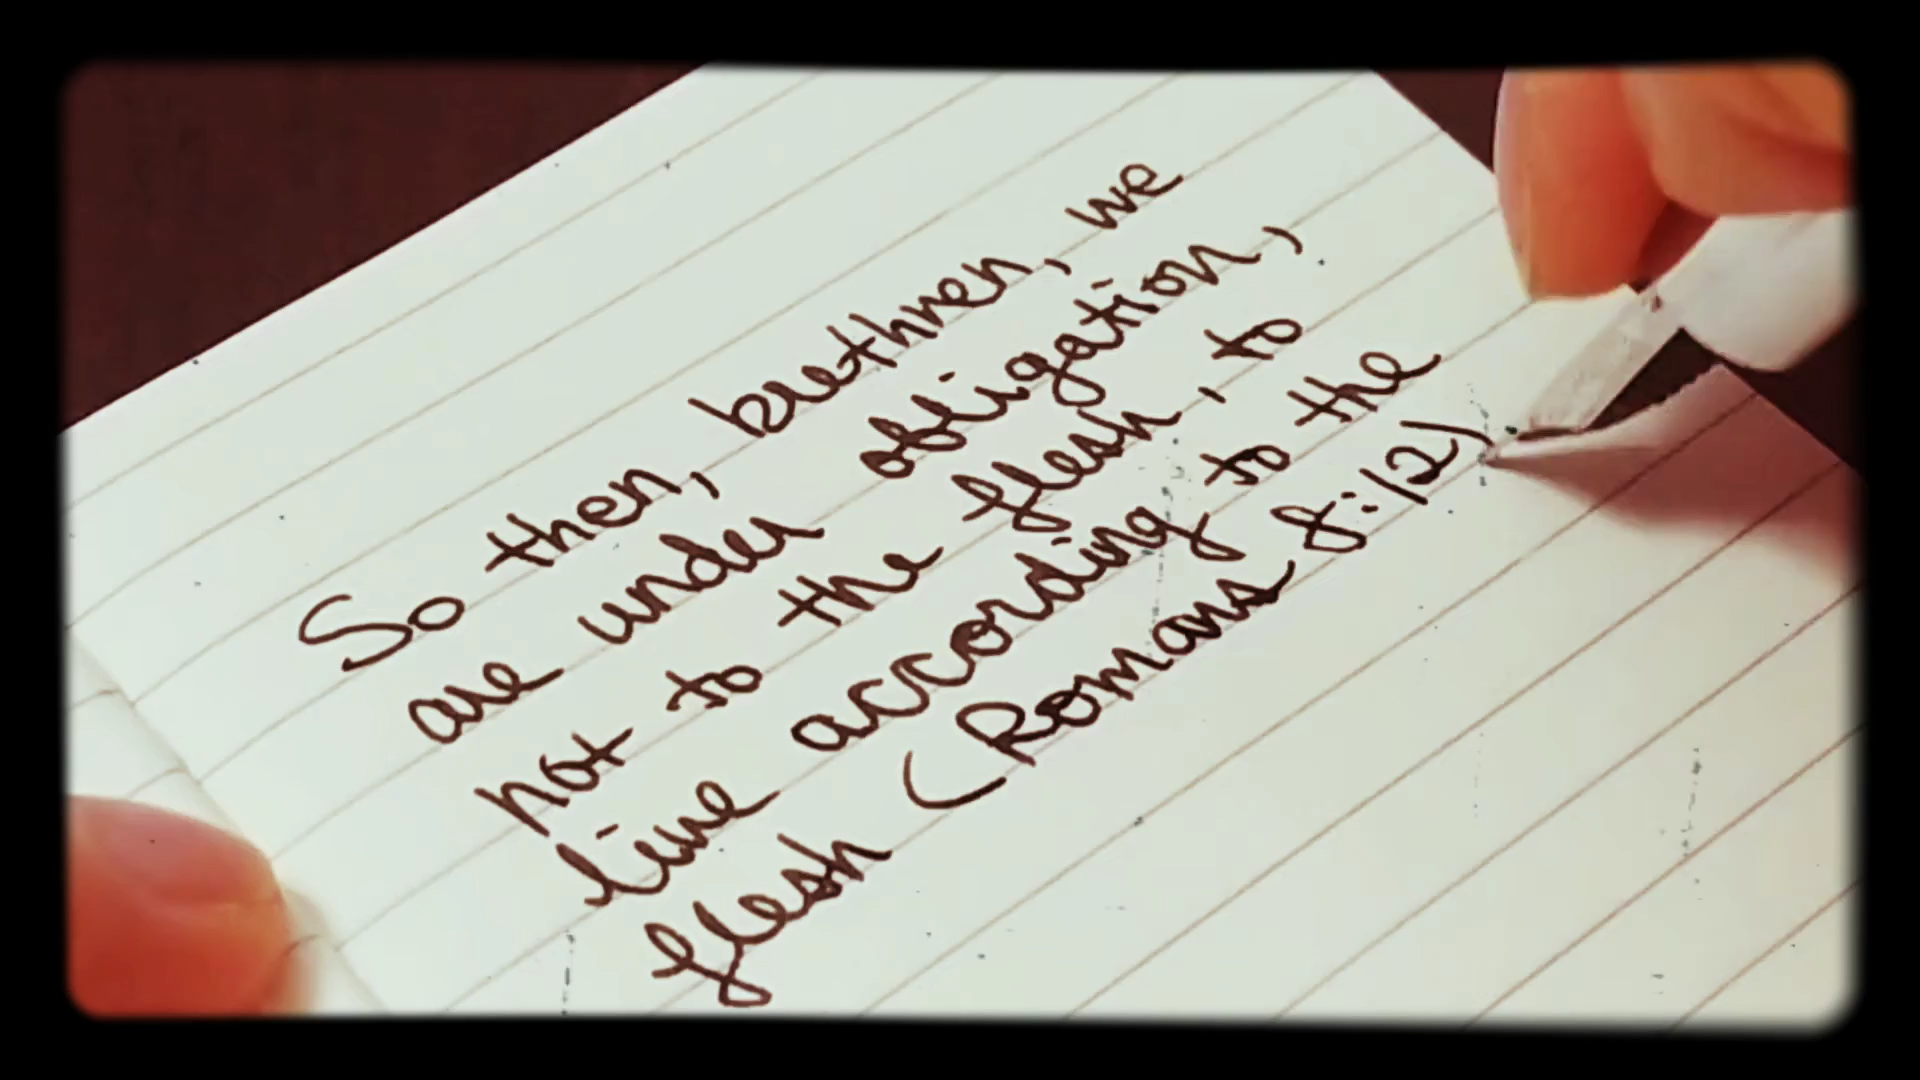 So then, brethren, we
are under obligation,
not to the flesh, to
live according to the
flesh (Romans 8:12)